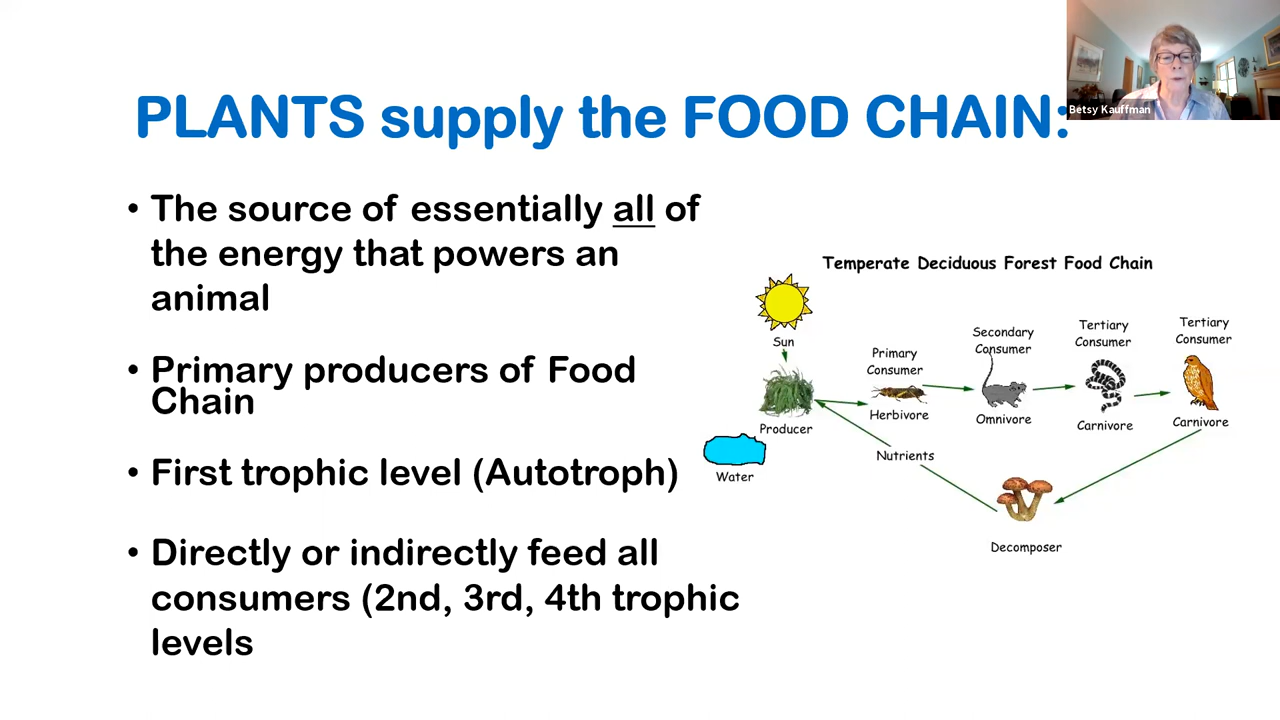 PLANTS supply the FOOD CHAIN:
Betsy Kauffman
• The source of essentially all of
the energy that powers an
animal
• Primary producers of Food
Chain
• First trophic level (Autotroph)
• Directly or indirectly feed all
consumers (2nd, 3rd, 4th trophic
levels
Temperate Deciduous Forest Food Chain
Sun
Producer
Water
Primary
Consumer
Herbivore
Secondary
Consumer
Omnivore
Tertiary
Consumer
Carnivore
Tertiary
Consumer
Carnivore
Nutrients
Decomposer